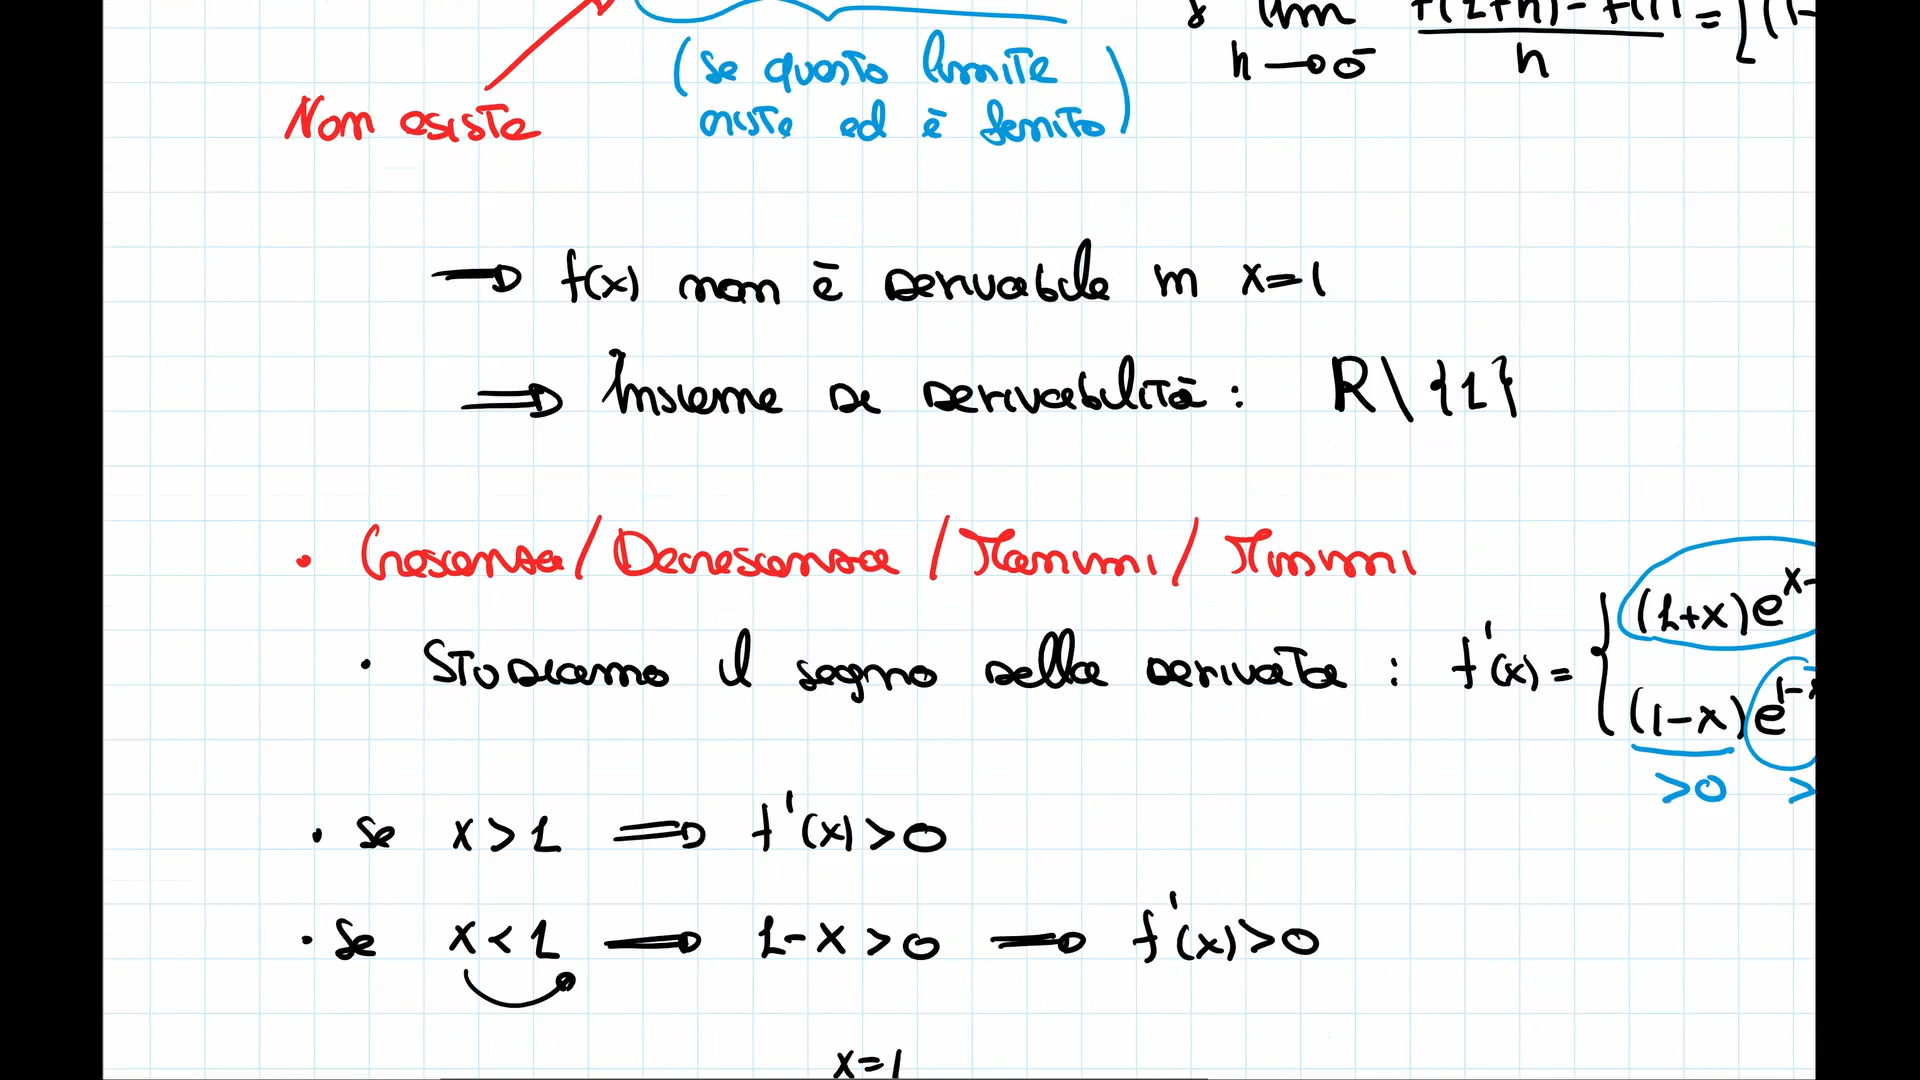 lim f(1+h)-f(1) / h = [(1-
h→0⁻
(se questo limite
esiste ed è finito)
Non esiste
⇒ f(x) non è derivabile in x=1
⇒ Insieme di derivabilità: R\{1}
• Crescenza/Decrescenza/Massimi/Minimi
• Studiamo il segno della derivata: f'(x) = { (1+x)e^x-
(1-x)e^1-x
>0 >
• se x>1 ⇒ f'(x)>0
• se x<1 ⇒ 1-x>0 ⇒ f'(x)>0
x=1